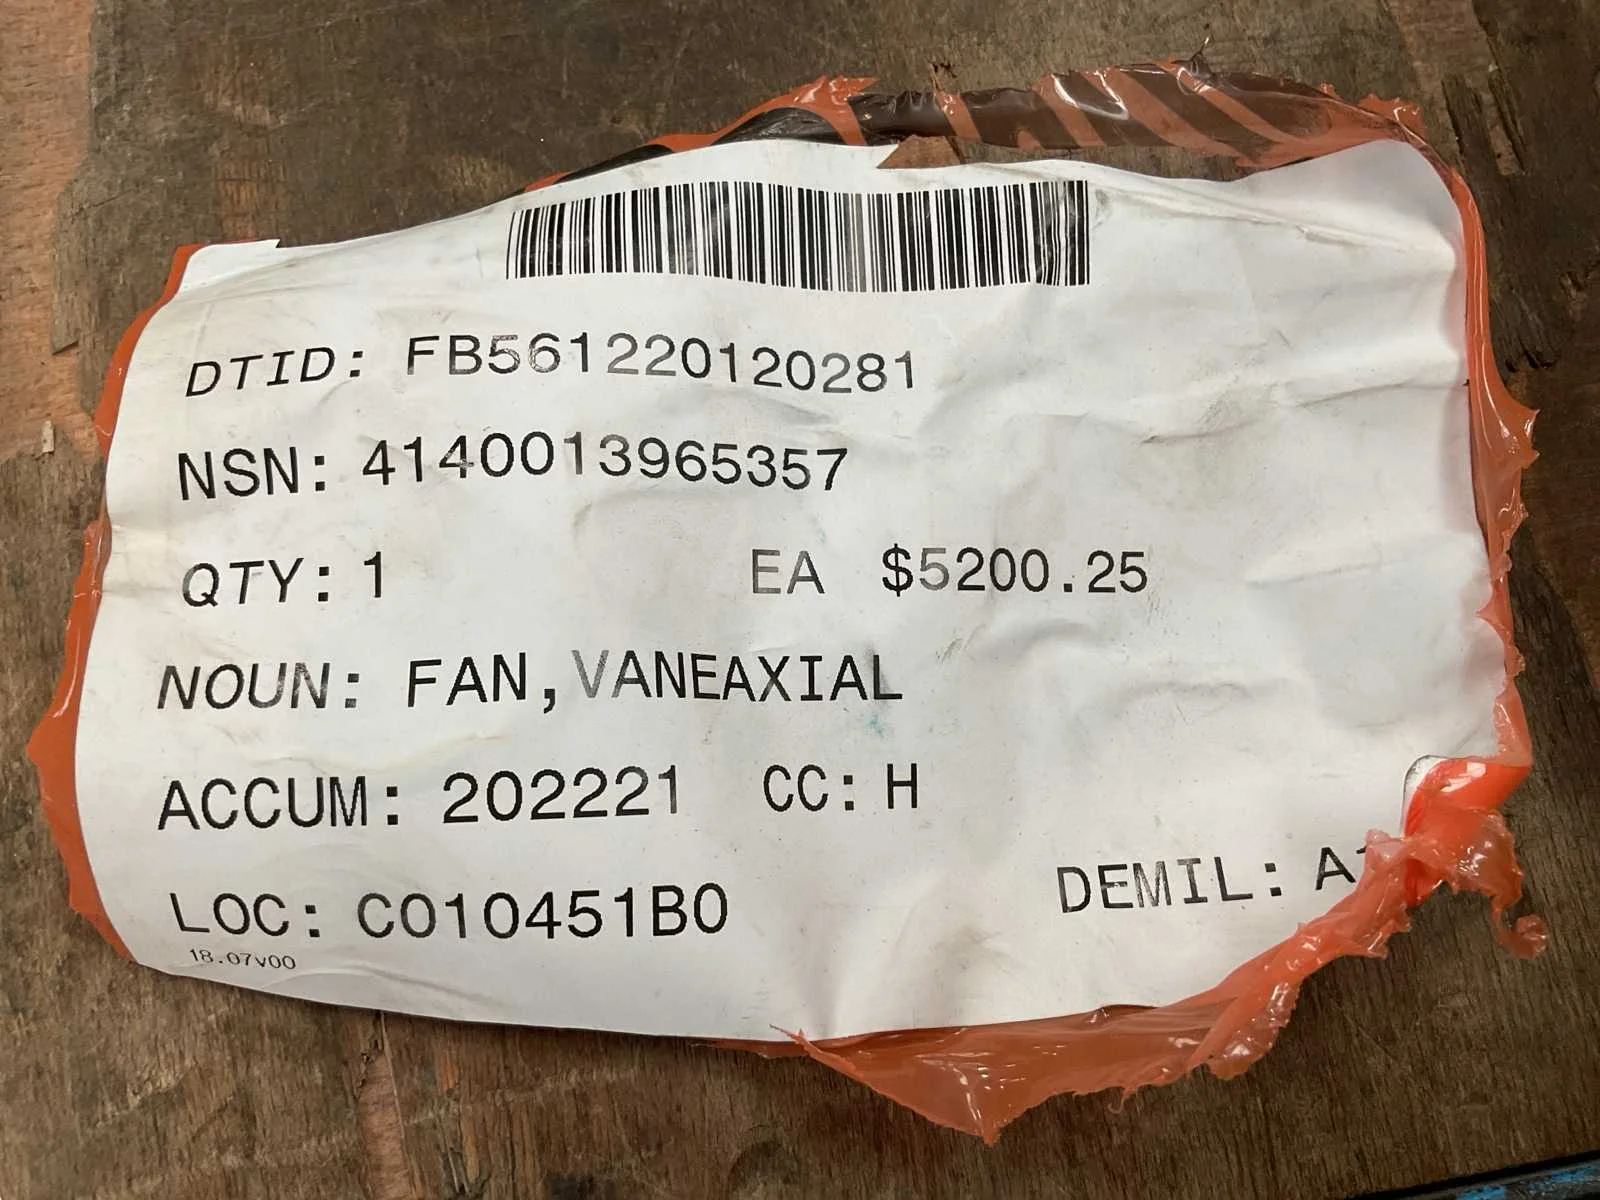 DTID: FB561220120281
NSN: 4140013965357
QTY: 1 EA $5200.25
NOUN: FAN,VANEAXIAL
ACCUM: 202221 CC: H
LOC: C010451B0 DEMIL: A
18.07v00